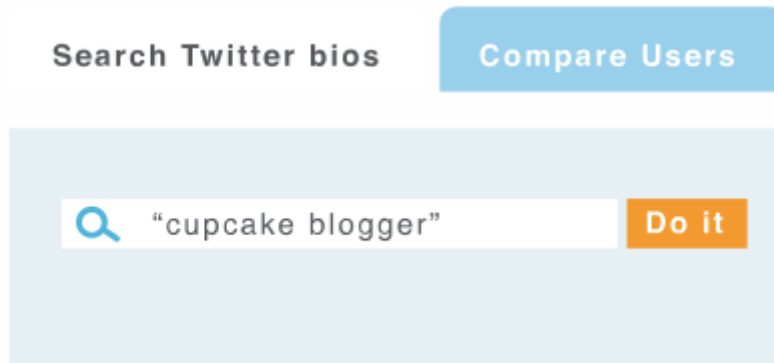 Search Twitter bios
Compare Users
“cupcake blogger”
Do it